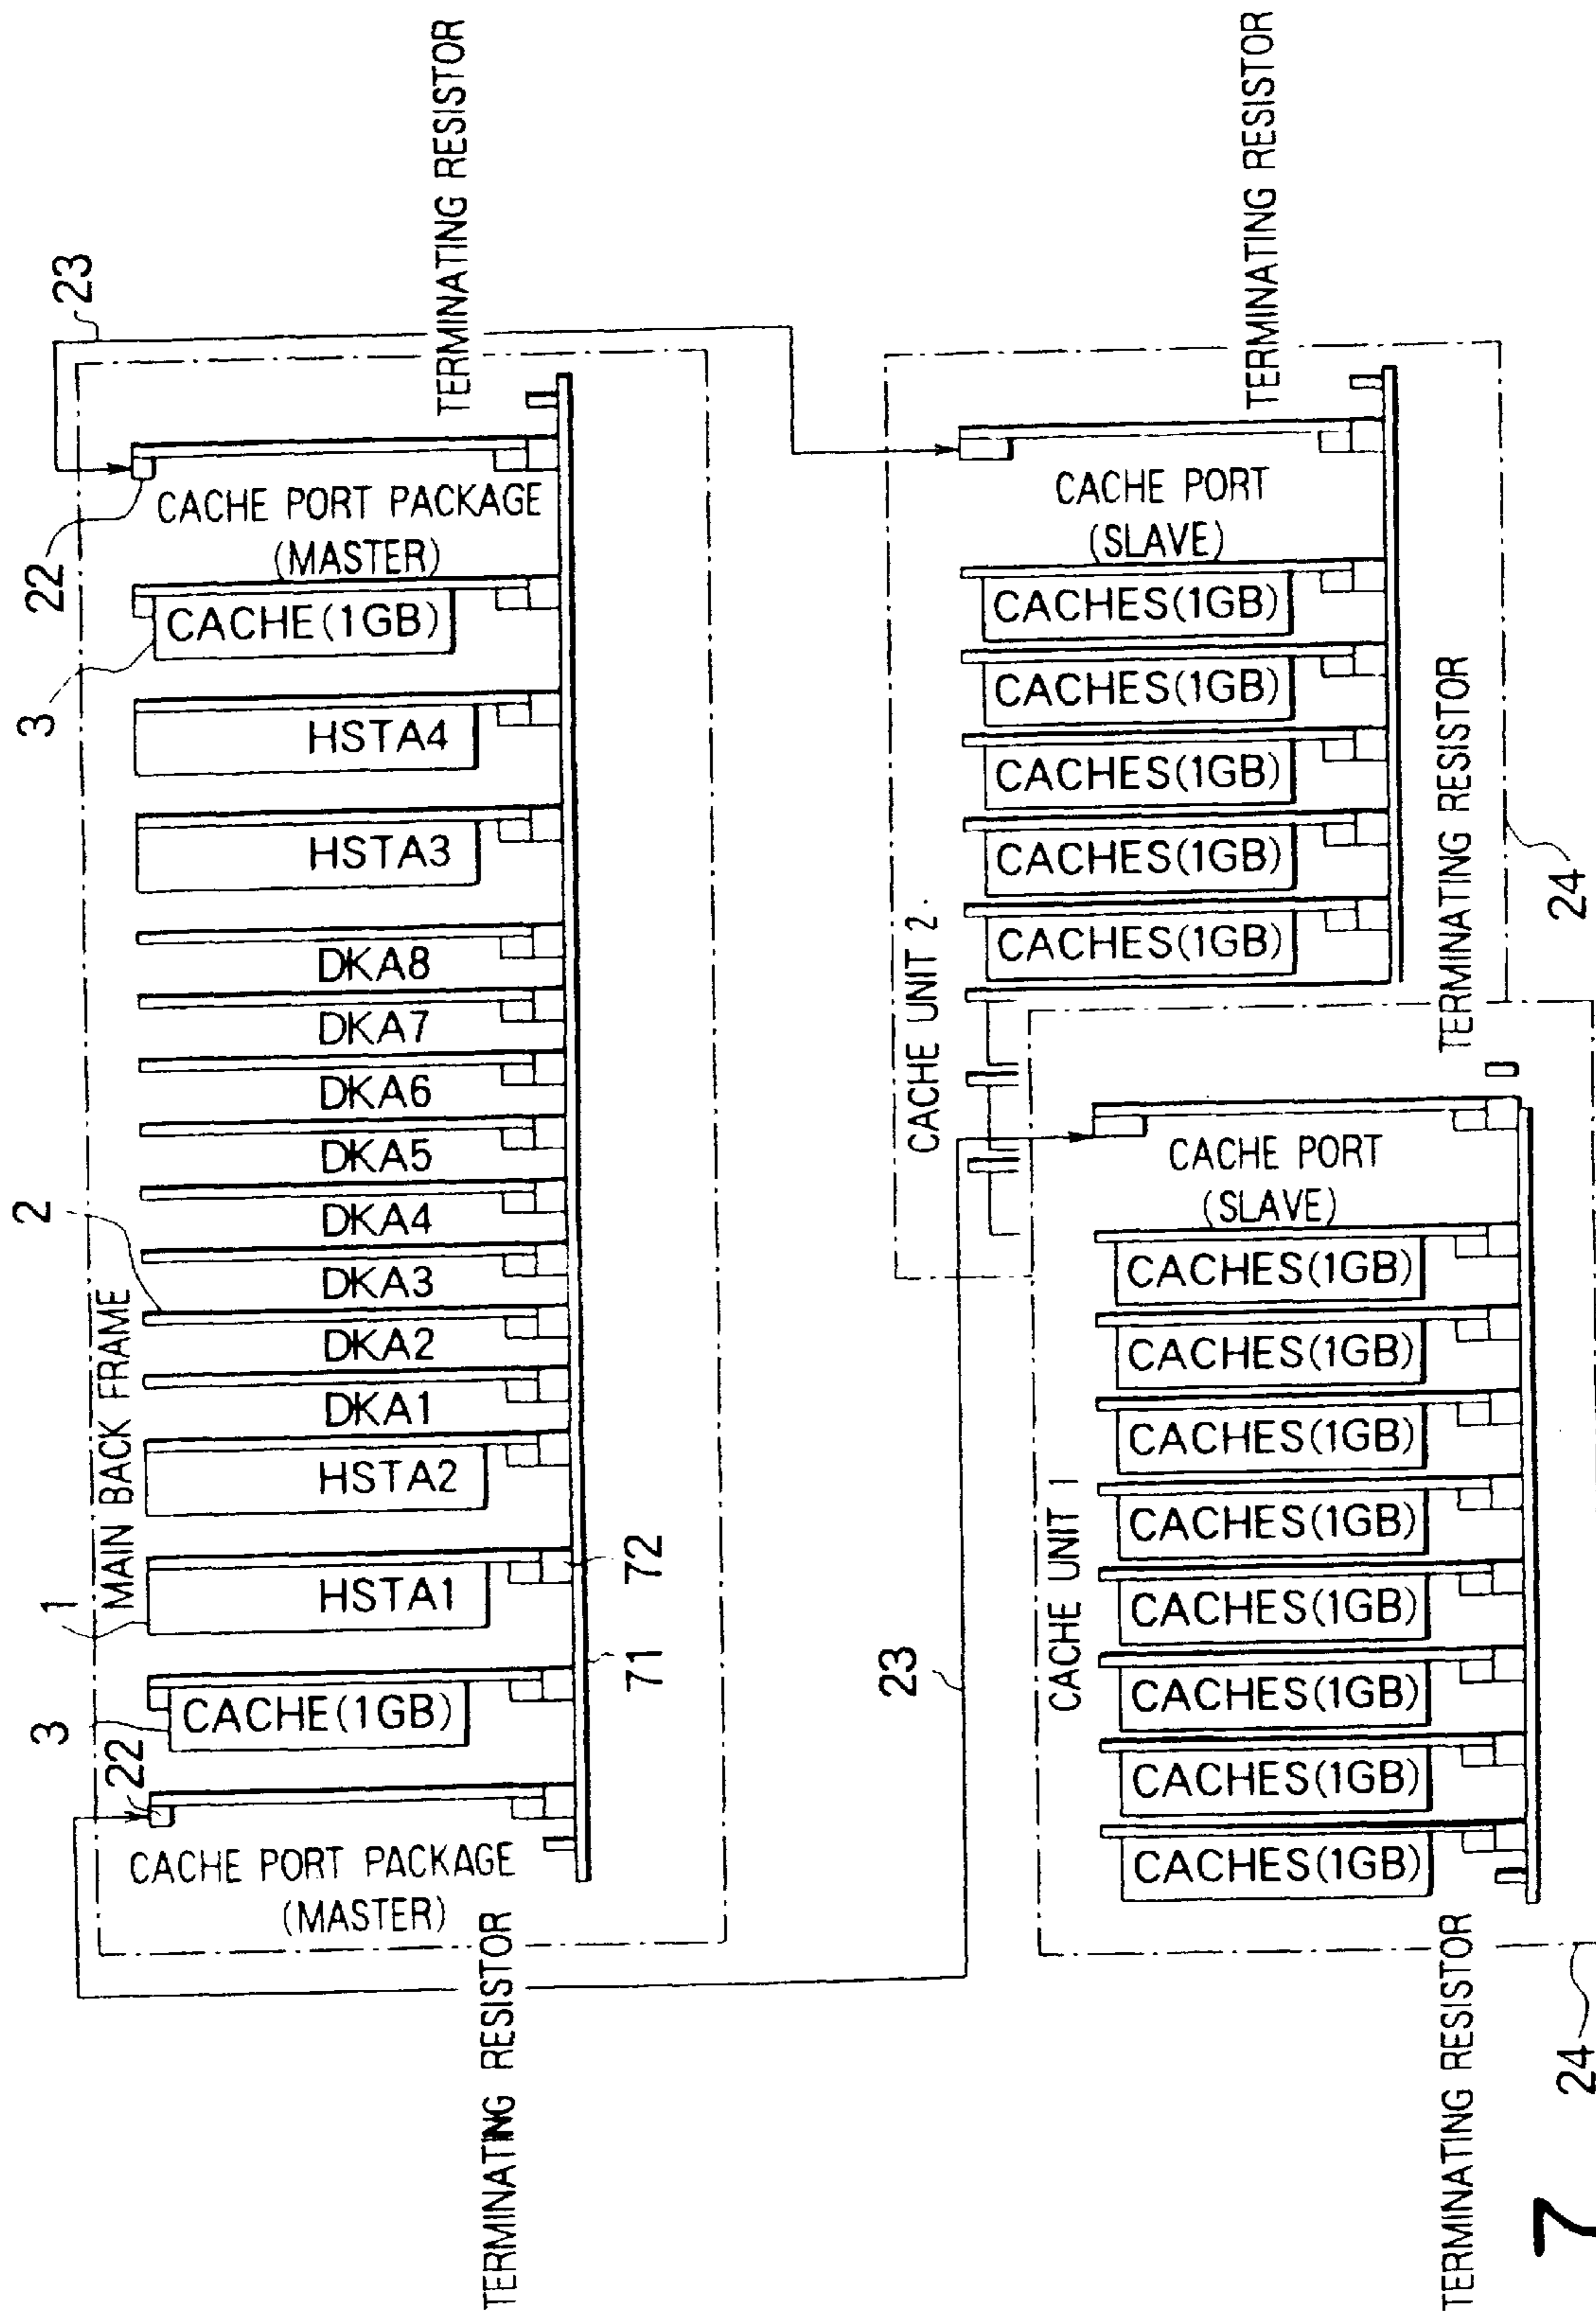 23
22
CACHE PORT PACKAGE
(MASTER)
TERMINATING RESISTOR
3
CACHE(1GB)
HSTA4
HSTA3
DKA8
DKA7
DKA6
DKA5
DKA4
DKA3
2
DKA2
DKA1
HSTA2
MAIN BACK FRAME
1
HSTA1
72
71
3
CACHE(1GB)
22
CACHE PORT PACKAGE
(MASTER)
TERMINATING RESISTOR
TERMINATING RESISTOR
CACHE PORT
(SLAVE)
CACHES(1GB)
CACHES(1GB)
CACHES(1GB)
CACHES(1GB)
CACHES(1GB)
CACHE UNIT 2
24
TERMINATING RESISTOR
23
CACHE PORT
(SLAVE)
CACHES(1GB)
CACHES(1GB)
CACHES(1GB)
CACHES(1GB)
CACHES(1GB)
CACHES(1GB)
CACHES(1GB)
CACHES(1GB)
CACHE UNIT 1
TERMINATING RESISTOR
24
7